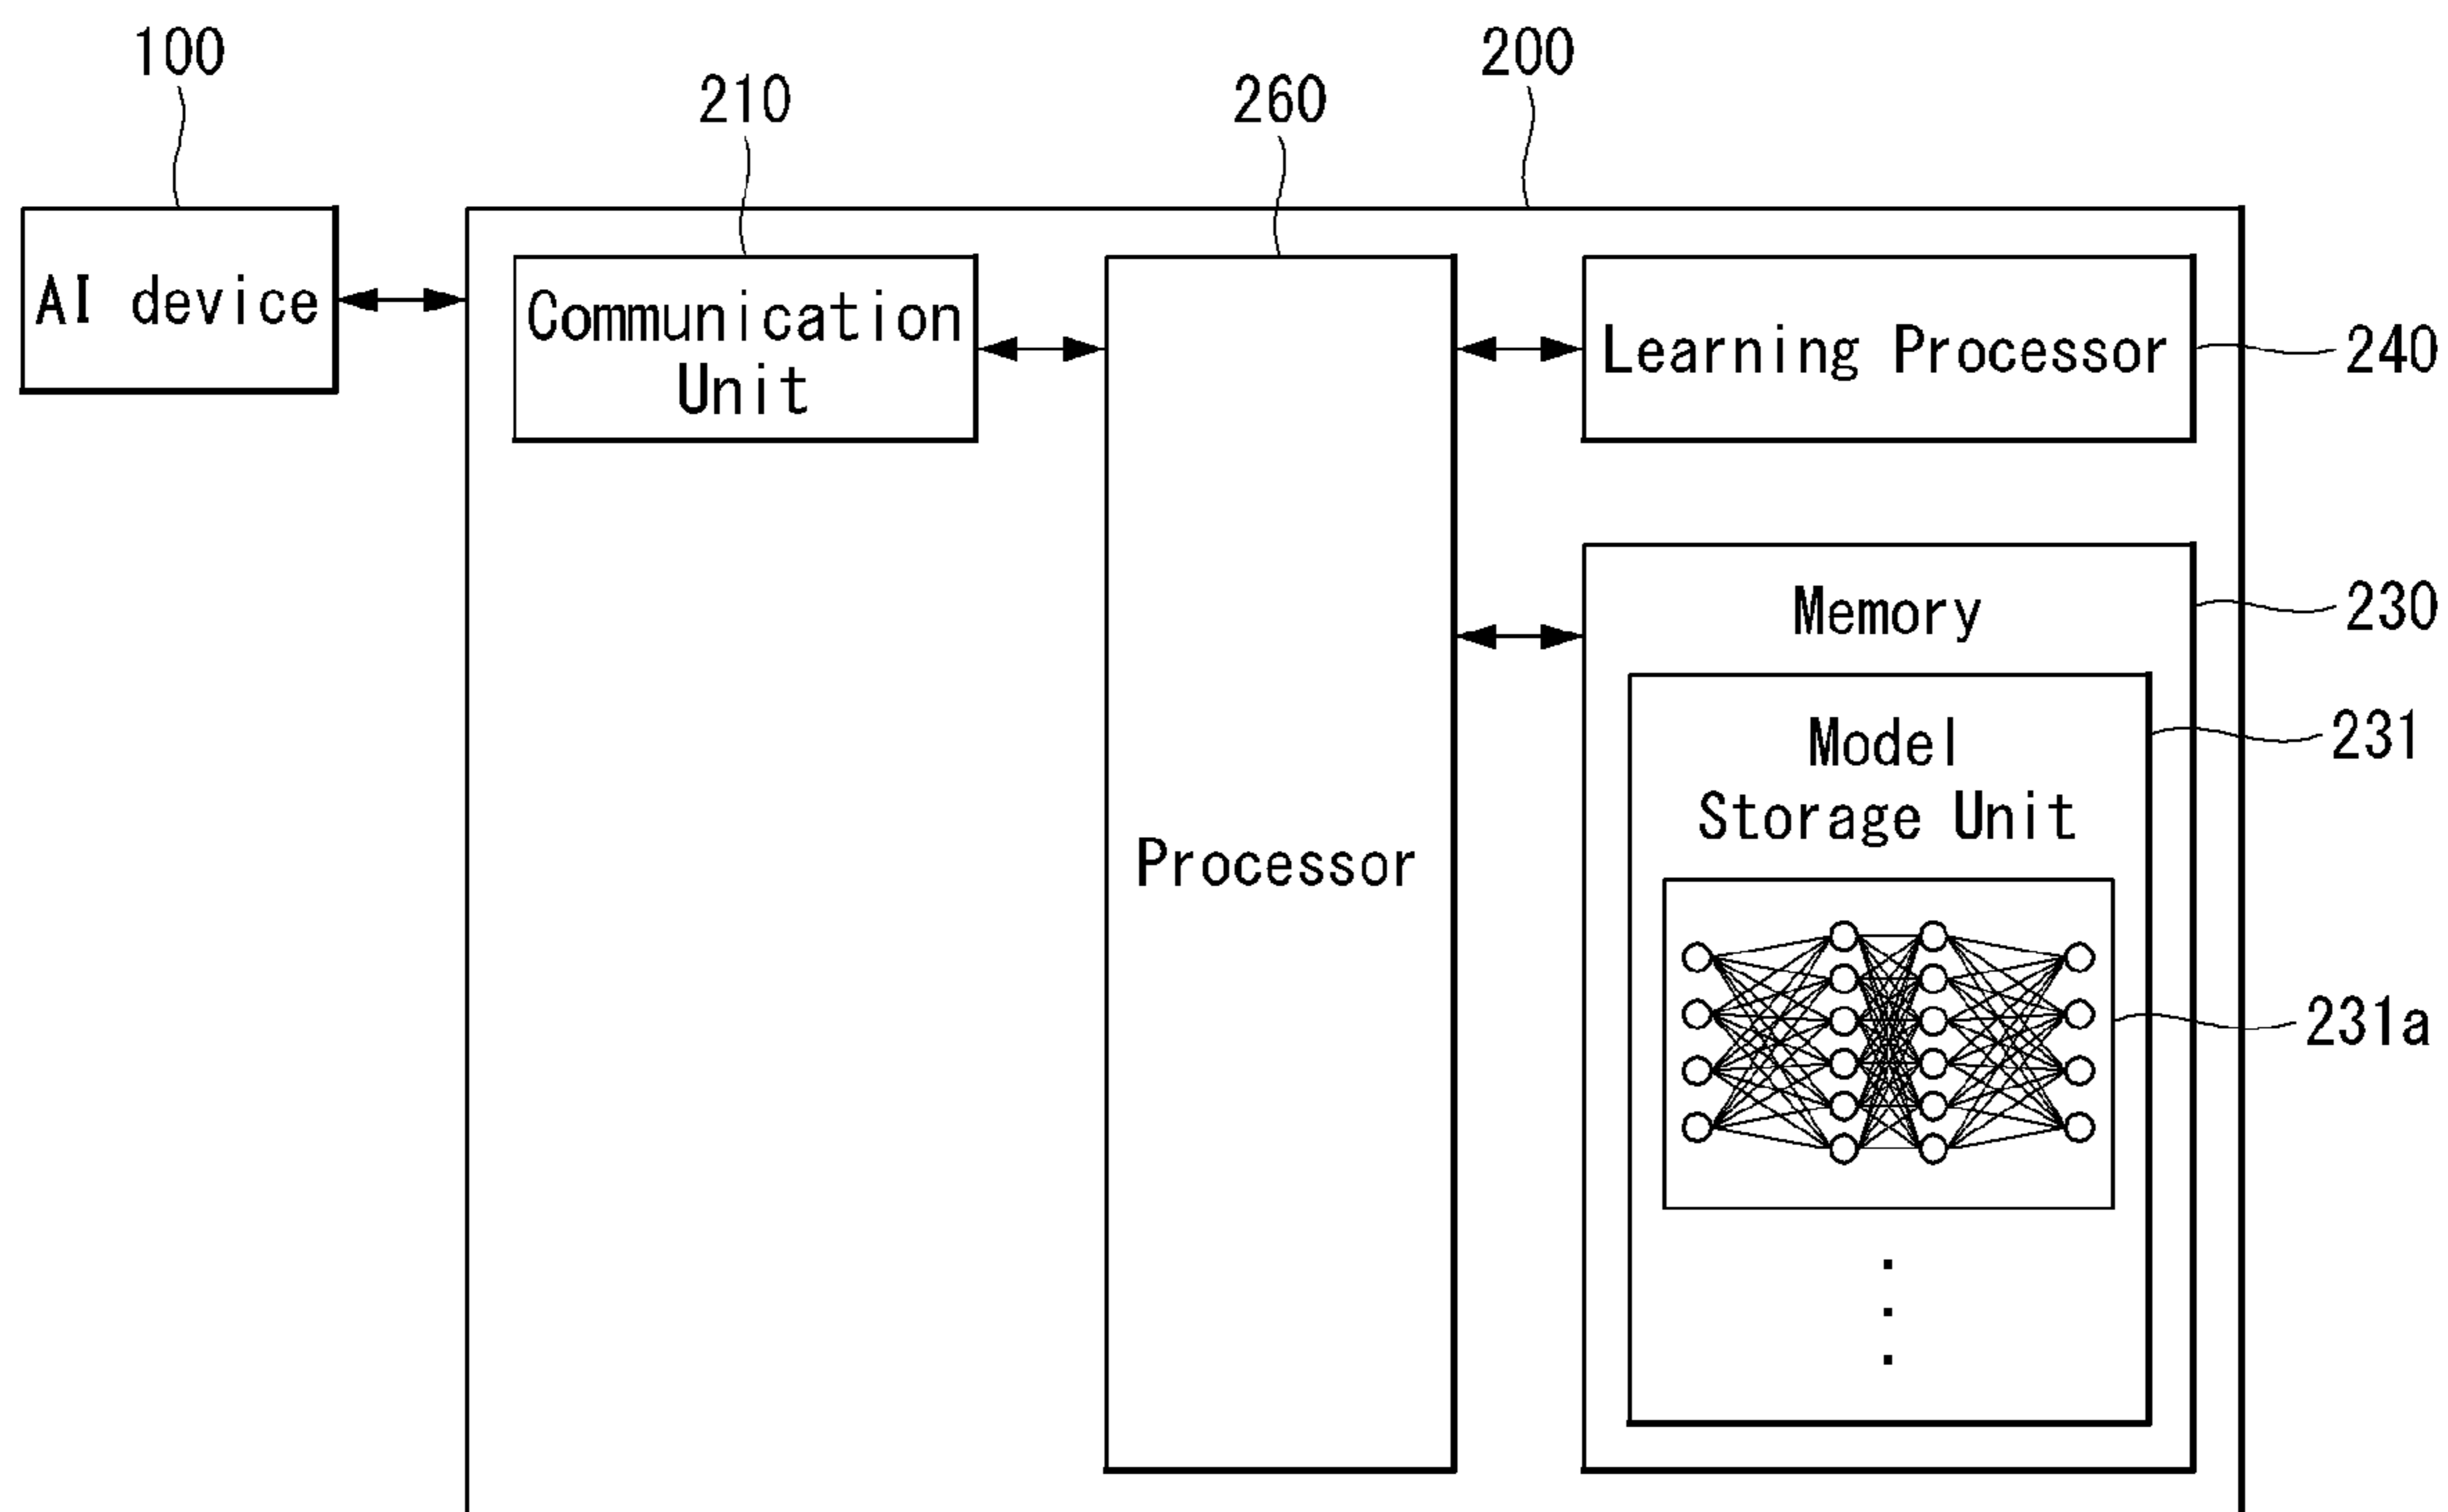 100
210
260
200
AI device
Communication
Unit
Learning Processor
240
Memory
230
Model
Storage Unit
231
Processor
231a